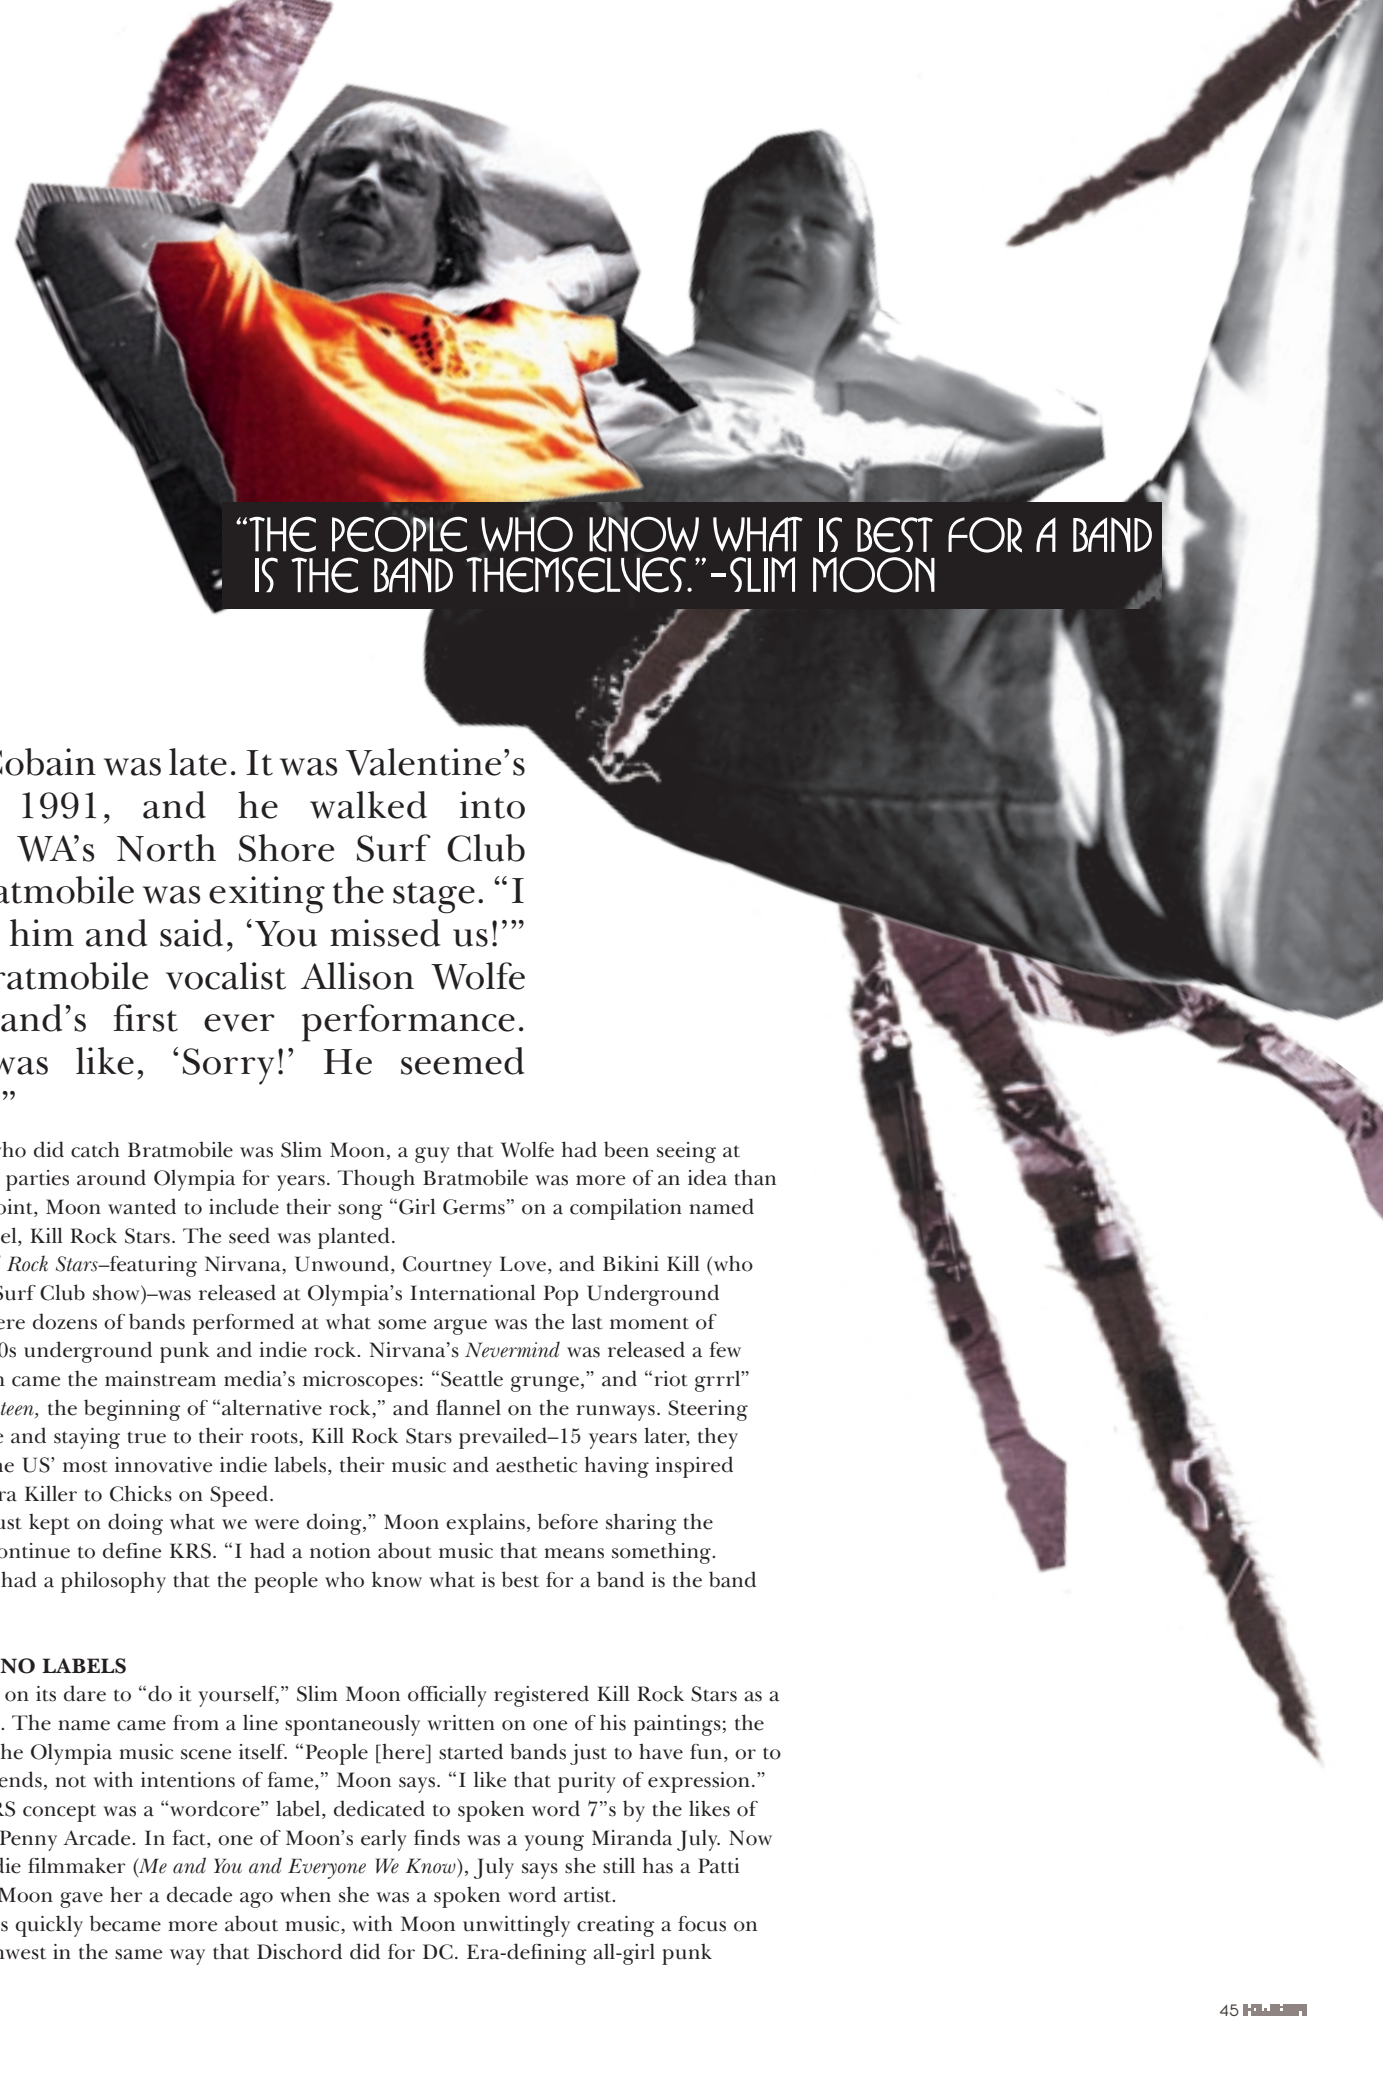 “THE PEOPLE WHO KNOW WHAT IS BEST FOR A BAND
IS THE BAND THEMSELVES.”-SLIM MOON
Cobain was late. It was Valentine’s
1991, and he walked into
WA’s North Shore Surf Club
atmobile was exiting the stage. “I
him and said, ‘You missed us!’”
ratmobile vocalist Allison Wolfe
and’s first ever performance.
was like, ‘Sorry!’ He seemed
”
who did catch Bratmobile was Slim Moon, a guy that Wolfe had been seeing at
parties around Olympia for years. Though Bratmobile was more of an idea than
oint, Moon wanted to include their song “Girl Germs” on a compilation named
el, Kill Rock Stars. The seed was planted.
Rock Stars–featuring Nirvana, Unwound, Courtney Love, and Bikini Kill (who
Surf Club show)–was released at Olympia’s International Pop Underground
ere dozens of bands performed at what some argue was the last moment of
0s underground punk and indie rock. Nirvana’s Nevermind was released a few
n came the mainstream media’s microscopes: “Seattle grunge,” and “riot grrrl”
teen, the beginning of “alternative rock,” and flannel on the runways. Steering
e and staying true to their roots, Kill Rock Stars prevailed–15 years later, they
he US’ most innovative indie labels, their music and aesthetic having inspired
ra Killer to Chicks on Speed.
ust kept on doing what we were doing,” Moon explains, before sharing the
ontinue to define KRS. “I had a notion about music that means something.
had a philosophy that the people who know what is best for a band is the band
NO LABELS
on its dare to “do it yourself,” Slim Moon officially registered Kill Rock Stars as a
. The name came from a line spontaneously written on one of his paintings; the
he Olympia music scene itself. “People [here] started bands just to have fun, or to
ends, not with intentions of fame,” Moon says. “I like that purity of expression.”
RS concept was a “wordcore” label, dedicated to spoken word 7”s by the likes of
Penny Arcade. In fact, one of Moon’s early finds was a young Miranda July. Now
die filmmaker (Me and You and Everyone We Know), July says she still has a Patti
Moon gave her a decade ago when she was a spoken word artist.
s quickly became more about music, with Moon unwittingly creating a focus on
hwest in the same way that Dischord did for DC. Era-defining all-girl punk
45